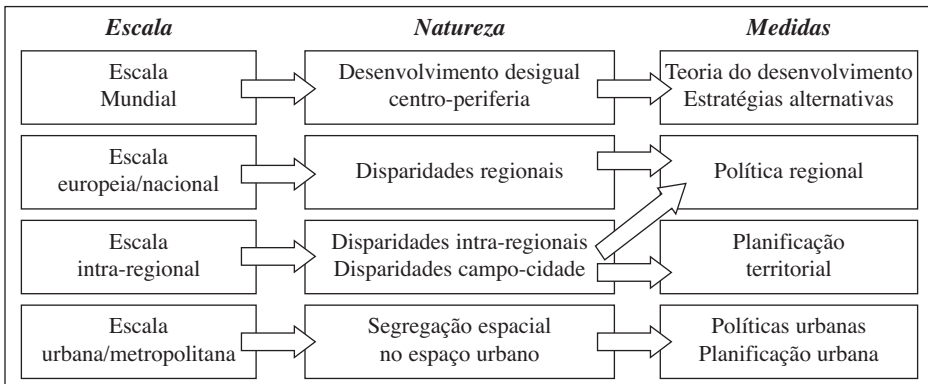 Escala Natureza Medidas
Escala
Mundial
Desenvolvimento desigual
centro-periferia
Teoria do desenvolvimento
Estratégias alternativas
Escala
europeia/nacional
Disparidades regionais
Política regional
Escala
intra-regional
Disparidades intra-regionais
Disparidades campo-cidade
Planificação
territorial
Escala
urbana/metropolitana
Segregação espacial
no espaço urbano
Políticas urbanas
Planificação urbana